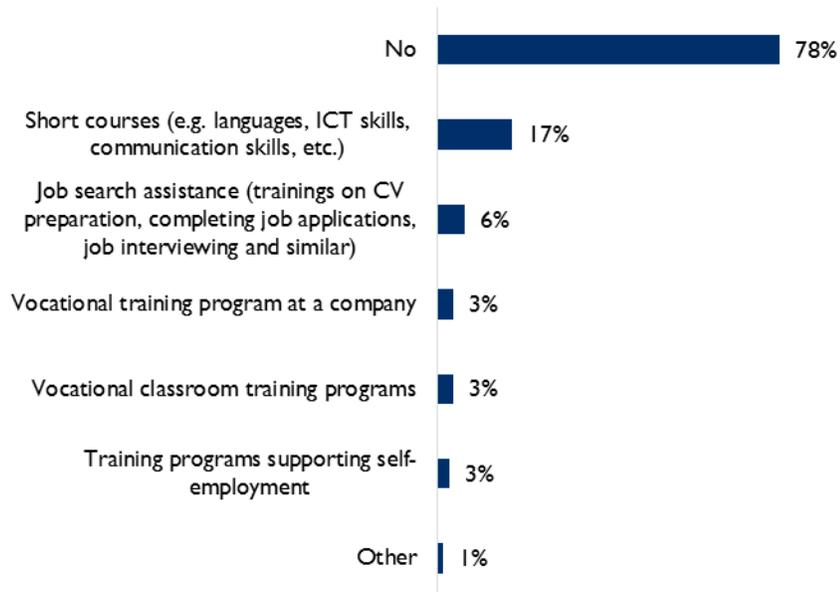 No
78%
Short courses (e.g. languages, ICT skills,
communication skills, etc.)
17%
Job search assistance (trainings on CV
preparation, completing job applications,
job interviewing and similar)
6%
Vocational training program at a company
3%
Vocational classroom training programs
3%
Training programs supporting self-
employment
3%
Other
1%